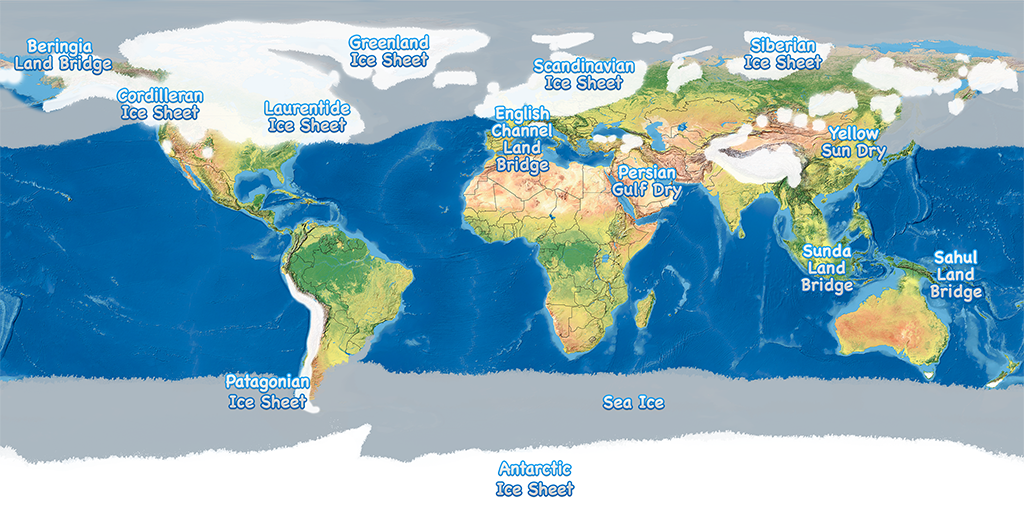 Beringia
Land Bridge
Greenland
Ice Sheet
Siberian
Ice Sheet
Scandinavian
Ice Sheet
Cordilleran
Ice Sheet
Laurentide
Ice Sheet
English
Channel
Land
Bridge
Yellow
Sun Dry
Persian
Gulf Dry
Sunda
Land
Bridge
Sahul
Land
Bridge
Patagonian
Ice Sheet
Sea Ice
Antarctic
Ice Sheet